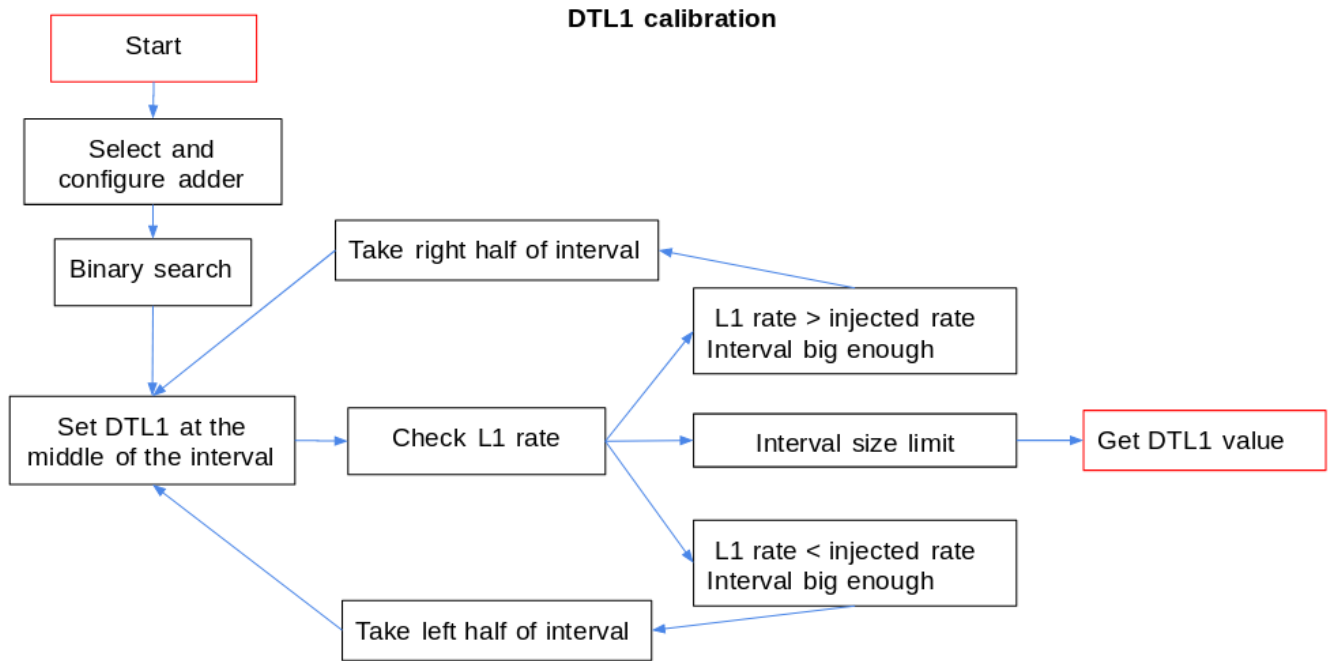 DTL1 calibration
Start
Select and
configure adder
Binary search
Take right half of interval
L1 rate > injected rate
Interval big enough
Set DTL1 at the
middle of the interval
Check L1 rate
Interval size limit
Get DTL1 value
L1 rate < injected rate
Interval big enough
Take left half of interval